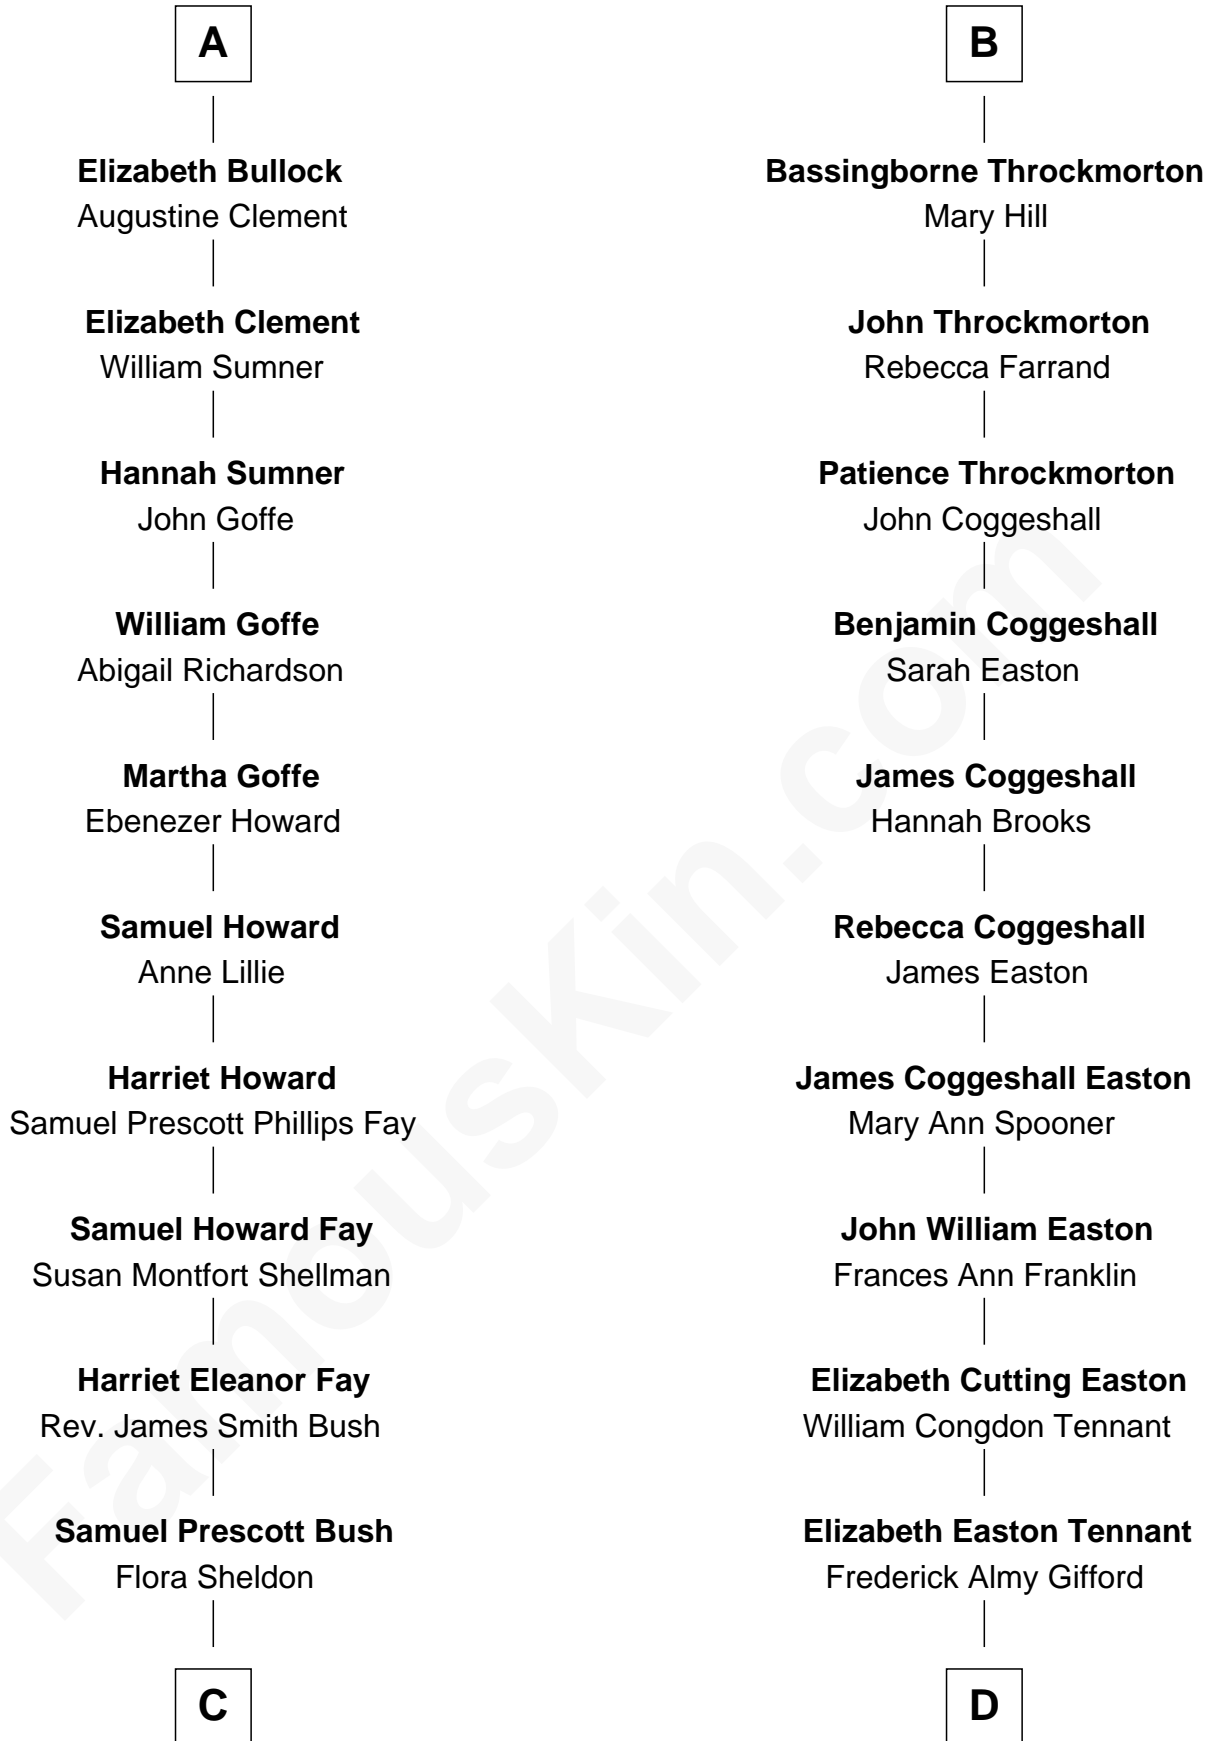 A
Elizabeth Bullock
Augustine Clement
Elizabeth Clement
William Sumner
Hannah Sumner
John Goffe
William Goffe
Abigail Richardson
Martha Goffe
Ebenezer Howard
Samuel Howard
Anne Lillie
Harriet Howard
Samuel Prescott Phillips Fay
Samuel Howard Fay
Susan Montfort Shellman
Harriet Eleanor Fay
Rev. James Smith Bush
Samuel Prescott Bush
Flora Sheldon
C
B
Bassingborne Throckmorton
Mary Hill
John Throckmorton
Rebecca Farrand
Patience Throckmorton
John Coggeshall
Benjamin Coggeshall
Sarah Easton
James Coggeshall
Hannah Brooks
Rebecca Coggeshall
James Easton
James Coggeshall Easton
Mary Ann Spooner
John William Easton
Frances Ann Franklin
Elizabeth Cutting Easton
William Congdon Tennant
Elizabeth Easton Tennant
Frederick Almy Gifford
D
FamousKin.com